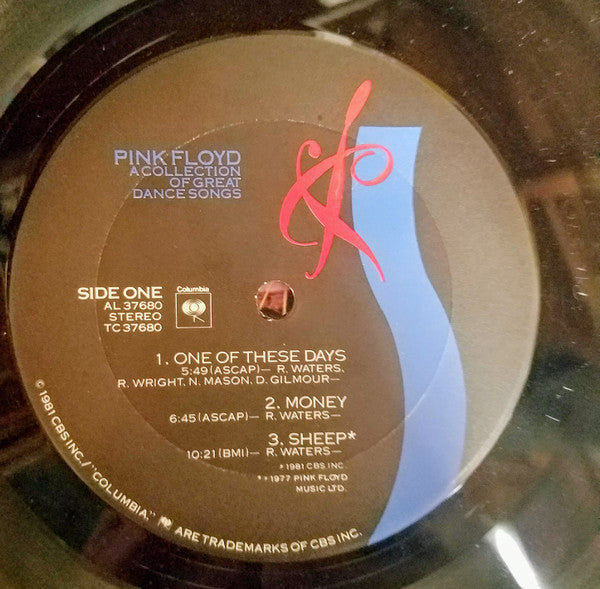 PINK FLOYD
A COLLECTION
OF GREAT
DANCE SONGS
SIDE ONE
AL 37680
STEREO
TC 37680
Columbia
1. ONE OF THESE DAYS
5:49 (ASCAP)— R. WATERS,
R. WRIGHT, N. MASON, D. GILMOUR—
2. MONEY
6:45 (ASCAP)— R. WATERS—
3. SHEEP*
10:21 (BMI)— R. WATERS—
℗ 1981 CBS INC.
*℗ 1977 PINK FLOYD
MUSIC LTD.
© 1981 CBS INC./ "COLUMBIA," ARE TRADEMARKS OF CBS INC.